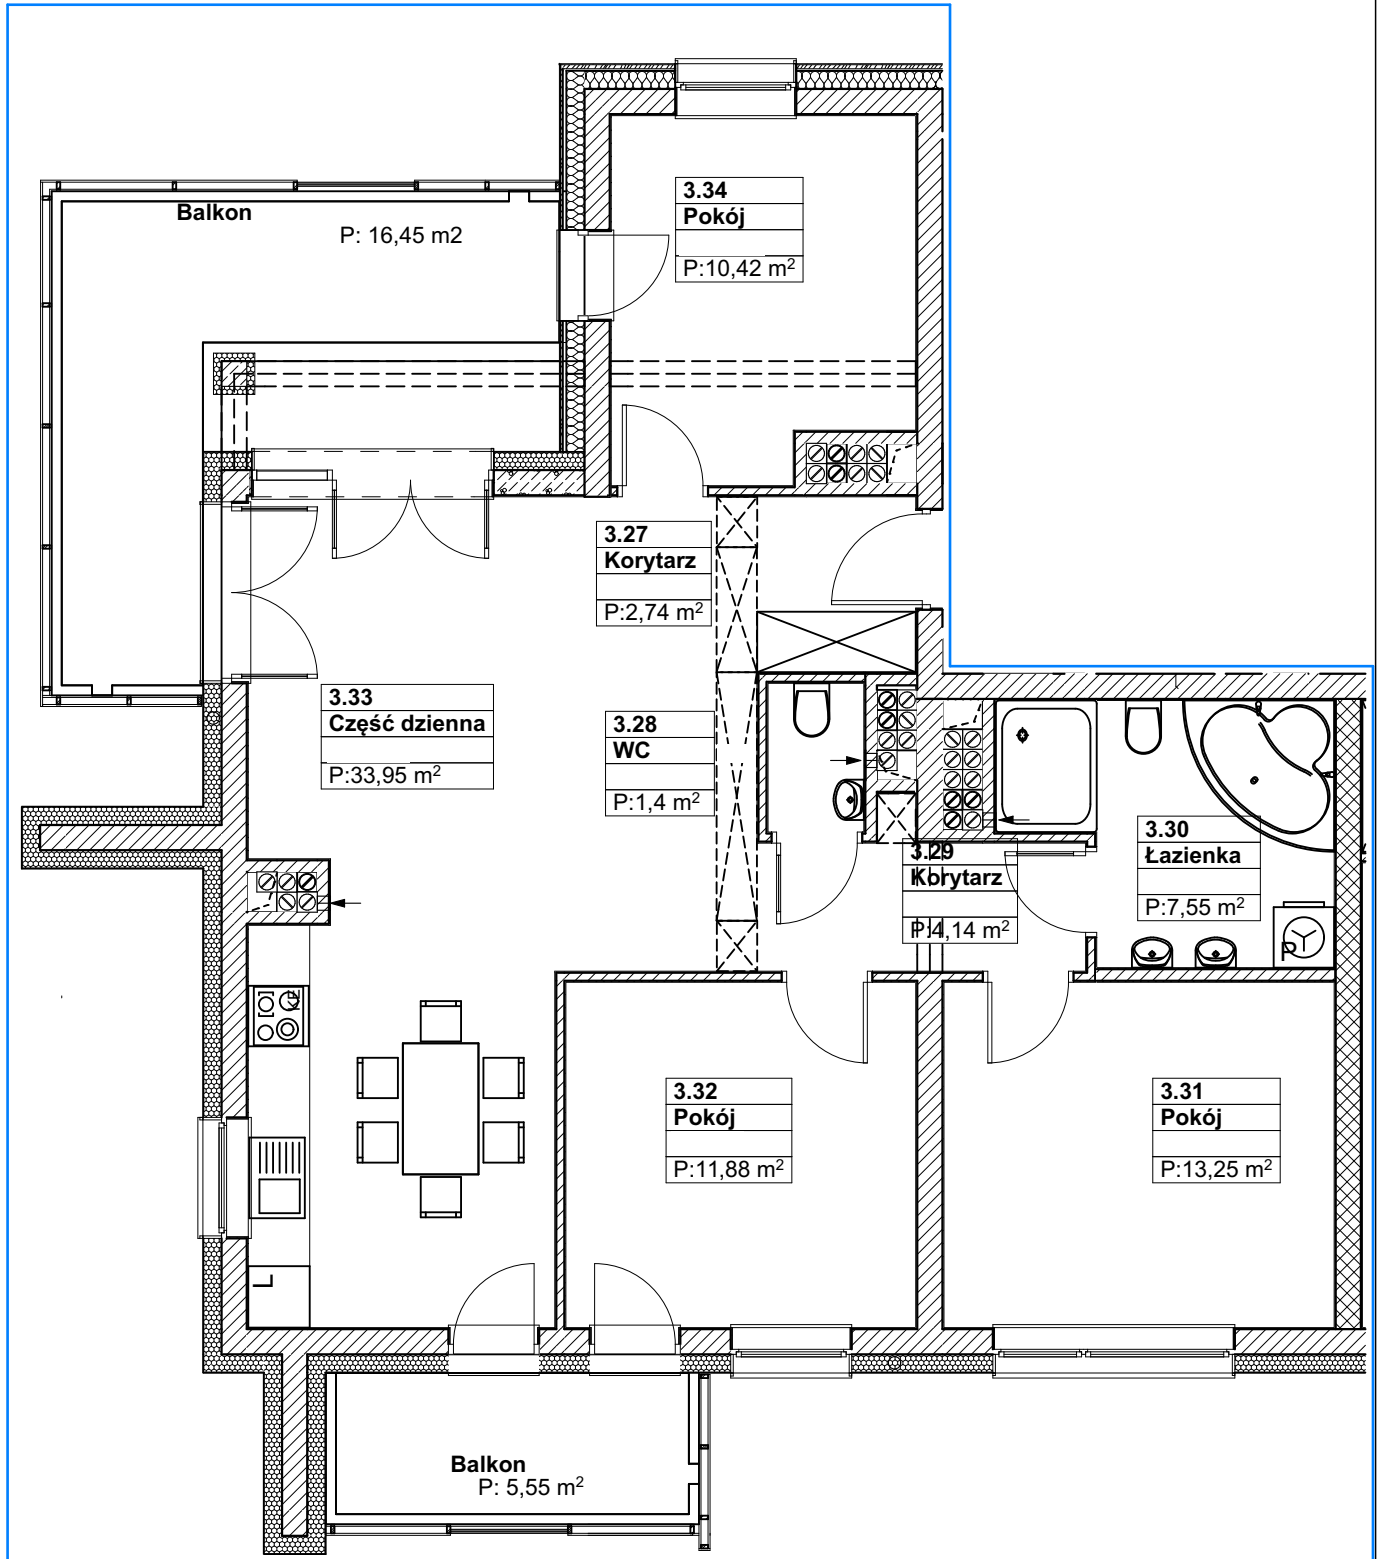 3.34
Pokój
P:10,42 m²
Balkon
P: 16,45 m2
3.27
Korytarz
P:2,74 m²
3.33
Część dzienna
P:33,95 m²
3.28
WC
P:1,4 m²
3.29
Korytarz
P:4,14 m²
3.30
Łazienka
P:7,55 m²
P
KE
3.32
Pokój
P:11,88 m²
3.31
Pokój
P:13,25 m²
L
Balkon
P: 5,55 m²